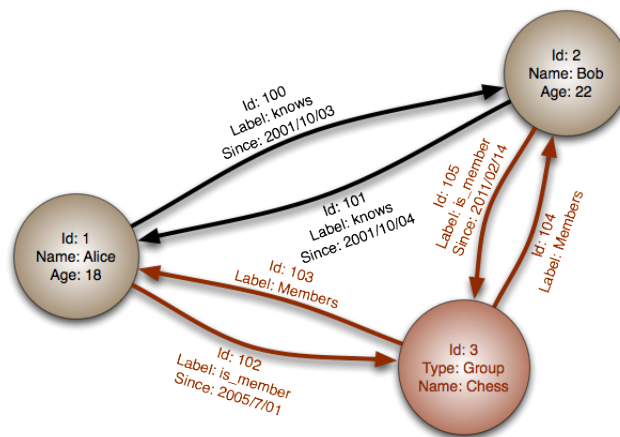 Id: 2
Name: Bob
Age: 22
Id: 100
Label: knows
Since: 2001/10/03
Id: 101
Label: knows
Since: 2001/10/04
Id: 105
Label: is_member
Since: 2011/02/14
Id: 104
Label: Members
Id: 1
Name: Alice
Age: 18
Id: 103
Label: Members
Id: 102
Label: is_member
Since: 2005/7/01
Id: 3
Type: Group
Name: Chess